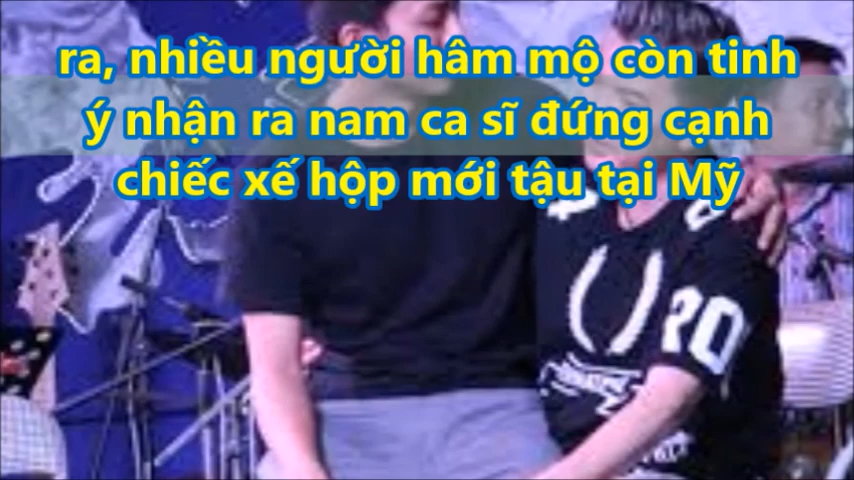 ra, nhiều người hâm mộ còn tinh
ý nhận ra nam ca sĩ đứng cạnh
chiếc xế hộp mới tậu tại Mỹ
20